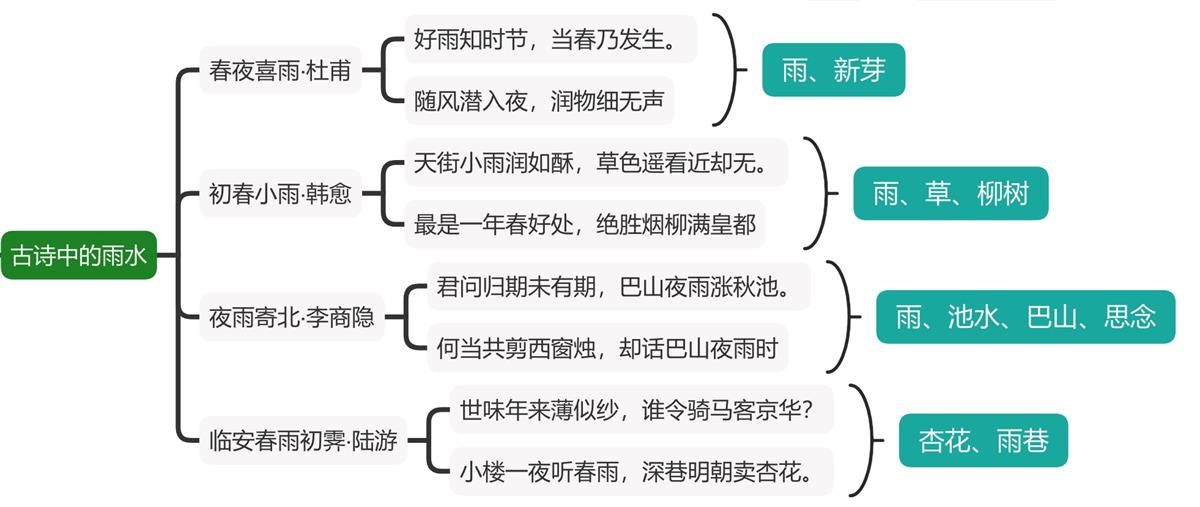 古诗中的雨水
春夜喜雨·杜甫
好雨知时节，当春乃发生。
随风潜入夜，润物细无声
雨、新芽
初春小雨·韩愈
天街小雨润如酥，草色遥看近却无。
最是一年春好处，绝胜烟柳满皇都
雨、草、柳树
夜雨寄北·李商隐
君问归期未有期，巴山夜雨涨秋池。
何当共剪西窗烛，却话巴山夜雨时
雨、池水、巴山、思念
临安春雨初霁·陆游
世味年来薄似纱，谁令骑马客京华？
小楼一夜听春雨，深巷明朝卖杏花。
杏花、雨巷